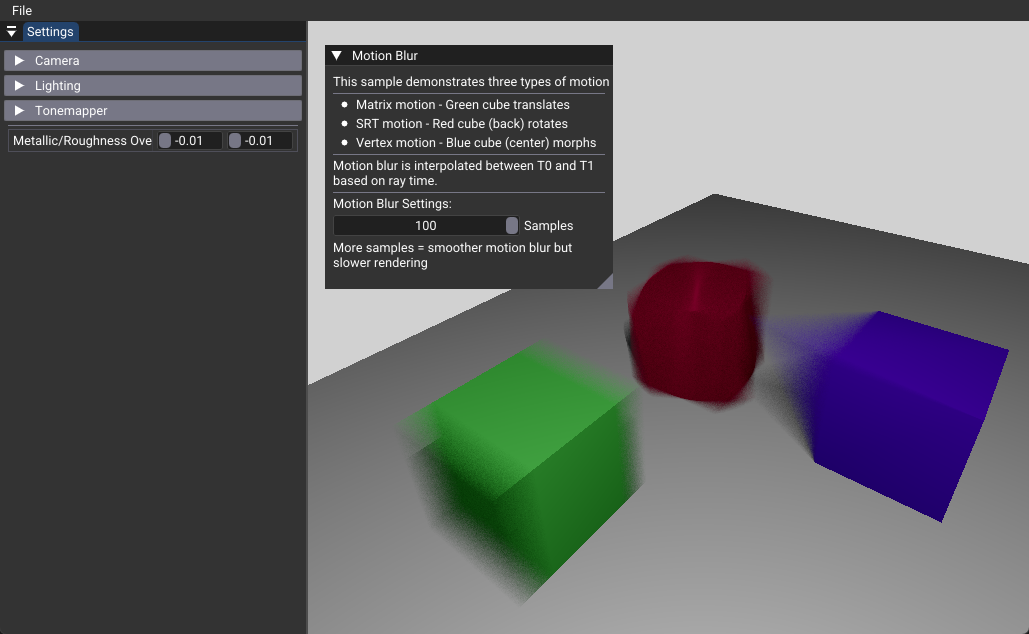 File
Settings
Camera
Lighting
Tonemapper
Metallic/Roughness Ove -0.01 -0.01
Motion Blur
This sample demonstrates three types of motion
Matrix motion - Green cube translates
SRT motion - Red cube (back) rotates
Vertex motion - Blue cube (center) morphs
Motion blur is interpolated between T0 and T1
based on ray time.
Motion Blur Settings:
100 Samples
More samples = smoother motion blur but
slower rendering